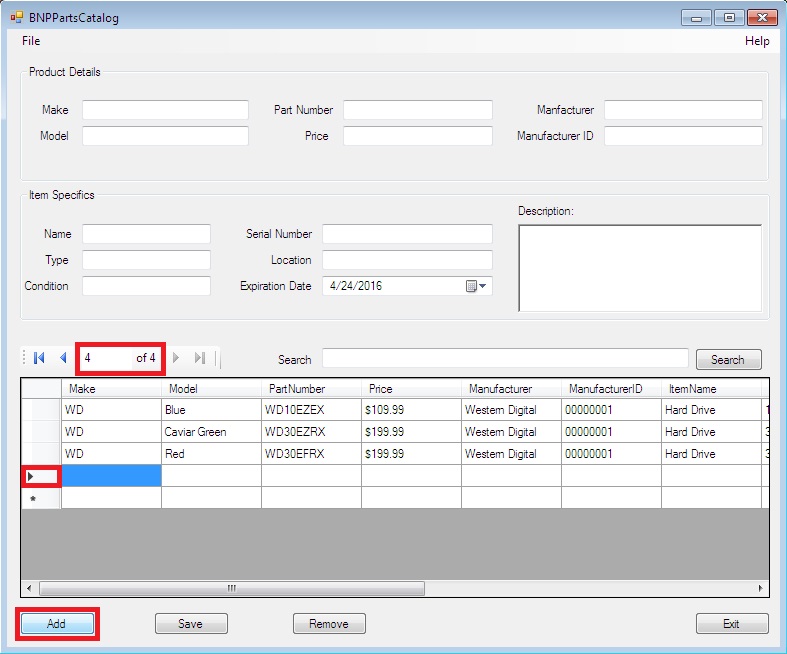 BNPPartsCatalog
File Help
Product Details
Make Part Number Manfacturer
Model Price Manufacturer ID
Item Specifics
Description:
Name Serial Number
Type Location
Condition Expiration Date 4/24/2016
4 of 4 Search Search
Make Model PartNumber Price Manufacturer ManufacturerID ItemName
WD Blue WD10EZEX $109.99 Western Digital 00000001 Hard Drive 1
WD Caviar Green WD30EZRX $199.99 Western Digital 00000001 Hard Drive 3
WD Red WD30EFRX $199.99 Western Digital 00000001 Hard Drive 3
*
Add Save Remove Exit